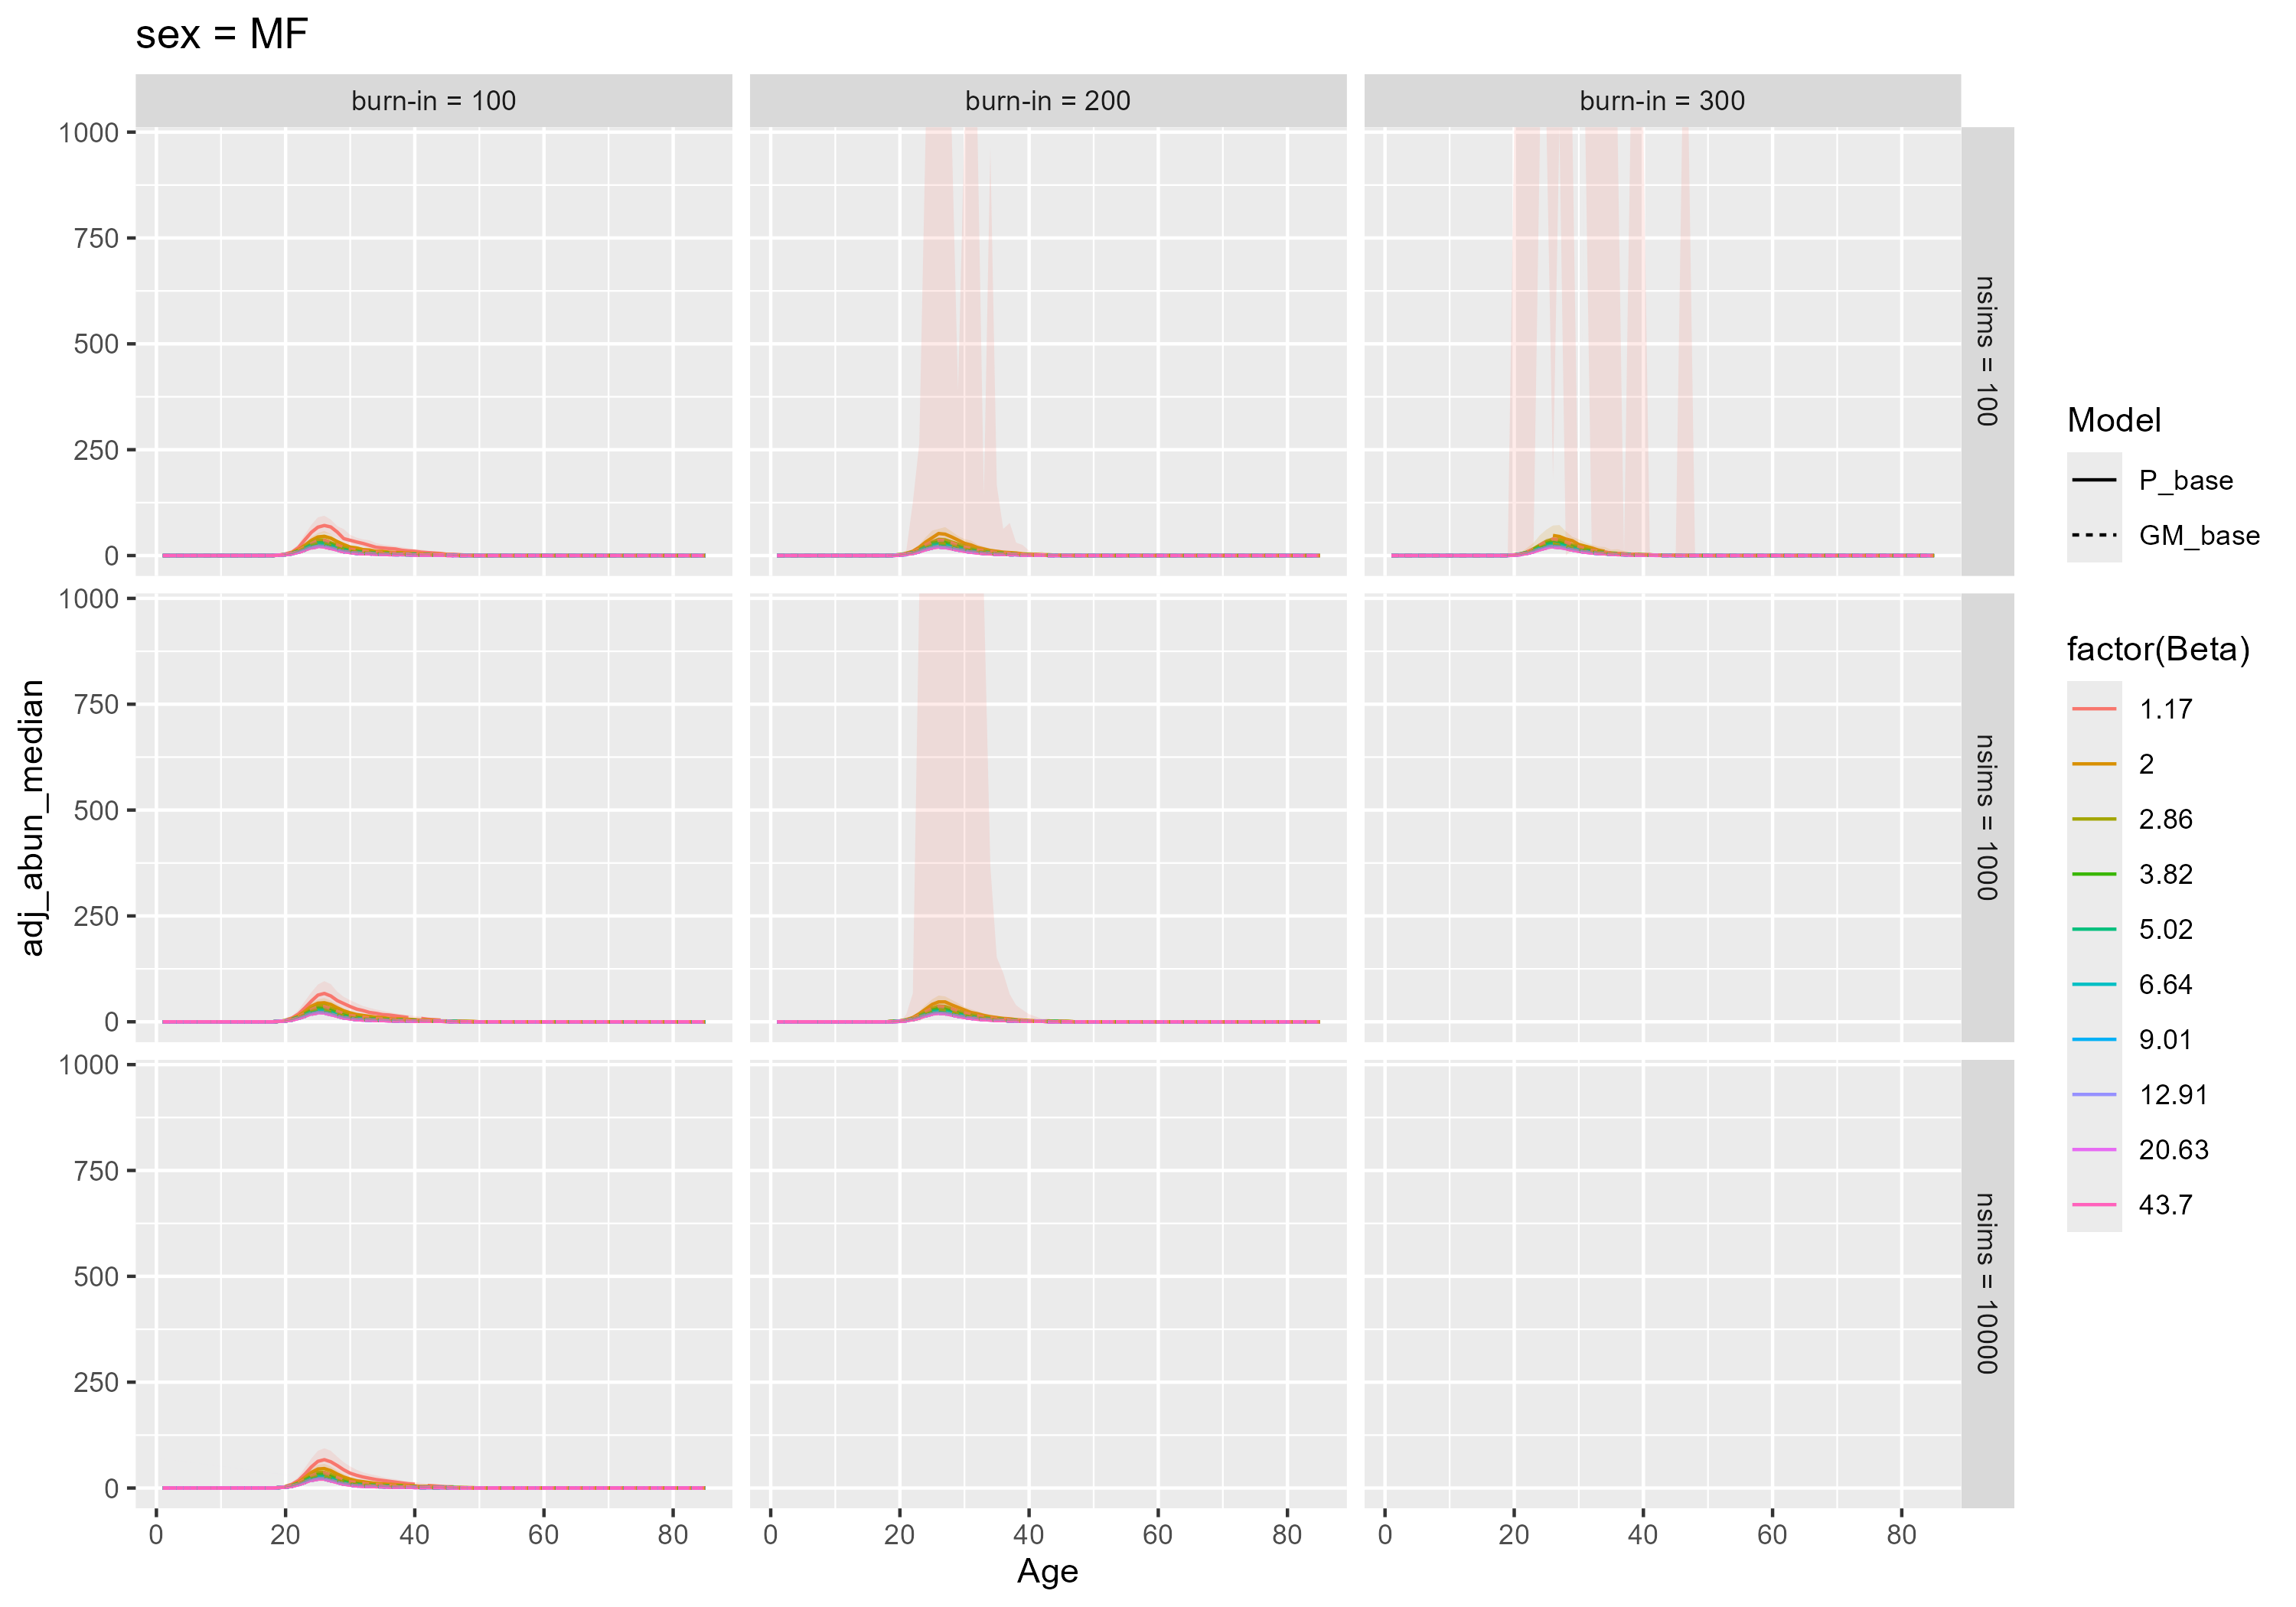 sex = MF
burn-in = 100
burn-in = 200
burn-in = 300
1000
750
500
250
0
nsims = 100
1000
750
500
250
0
nsims = 1000
1000
750
500
250
0
nsims = 10000
0 20 40 60 80
0 20 40 60 80
0 20 40 60 80
Age
adj_abun_median
Model
P_base
GM_base
factor(Beta)
1.17
2
2.86
3.82
5.02
6.64
9.01
12.91
20.63
43.7